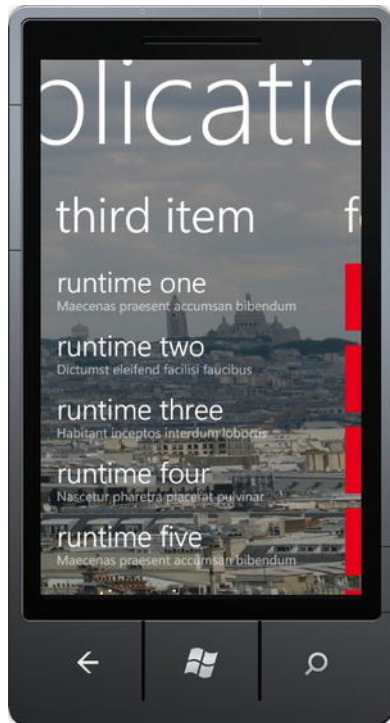 plicatio
third item
f
runtime one
Maecenas praesent accumsan bibendum
runtime two
Dictumst eleifend facilisi faucibus
runtime three
Habitant inceptos interdum lobortis
runtime four
Nascetur pharetra placerat pulvinar
runtime five
Maecenas praesent accumsan bibendum